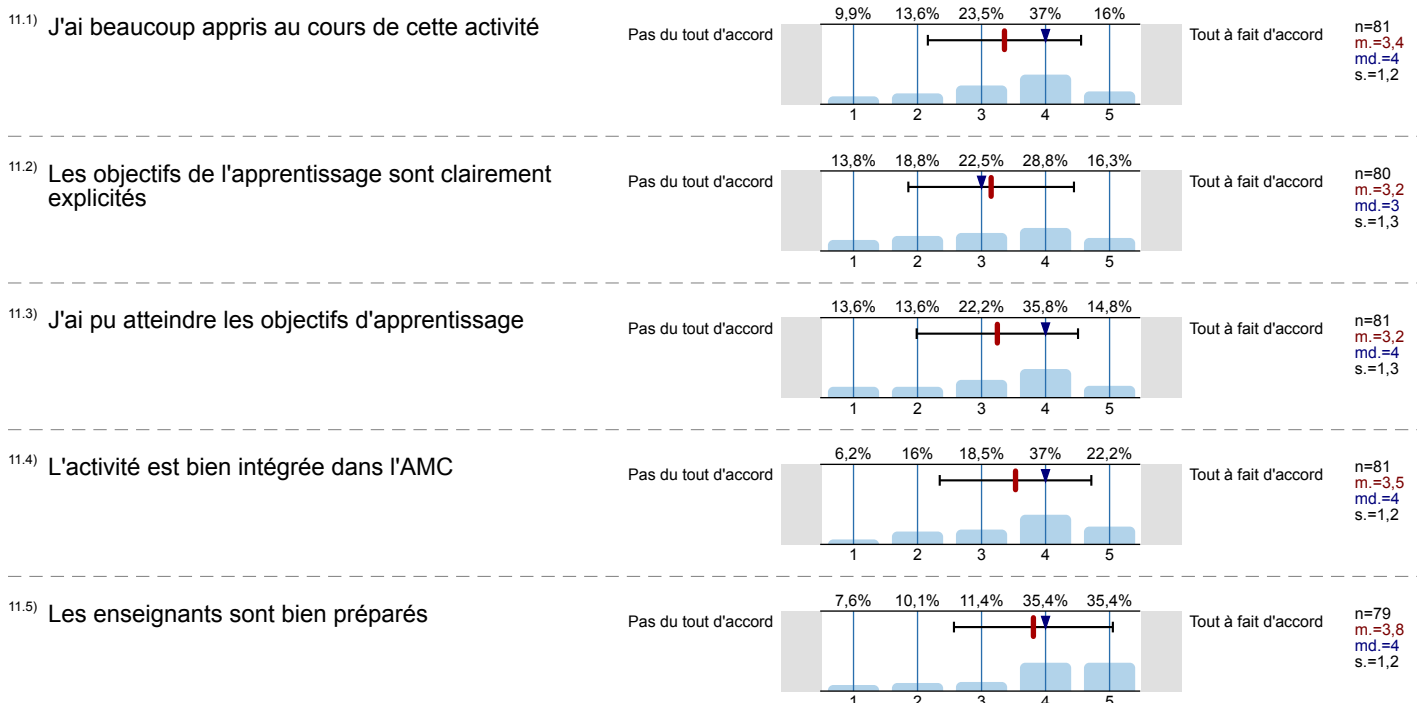 9,9% 13,6% 23,5% 37% 16%
11.1) J'ai beaucoup appris au cours de cette activité
Pas du tout d'accord
Tout à fait d'accord
n=81
m.=3,4
md.=4
s.=1,2
1 2 3 4 5
13,8% 18,8% 22,5% 28,8% 16,3%
11.2) Les objectifs de l'apprentissage sont clairement
explicités
Pas du tout d'accord
Tout à fait d'accord
n=80
m.=3,2
md.=3
s.=1,3
1 2 3 4 5
13,6% 13,6% 22,2% 35,8% 14,8%
11.3) J'ai pu atteindre les objectifs d'apprentissage
Pas du tout d'accord
Tout à fait d'accord
n=81
m.=3,2
md.=4
s.=1,3
1 2 3 4 5
6,2% 16% 18,5% 37% 22,2%
11.4) L'activité est bien intégrée dans l'AMC
Pas du tout d'accord
Tout à fait d'accord
n=81
m.=3,5
md.=4
s.=1,2
1 2 3 4 5
7,6% 10,1% 11,4% 35,4% 35,4%
11.5) Les enseignants sont bien préparés
Pas du tout d'accord
Tout à fait d'accord
n=79
m.=3,8
md.=4
s.=1,2
1 2 3 4 5